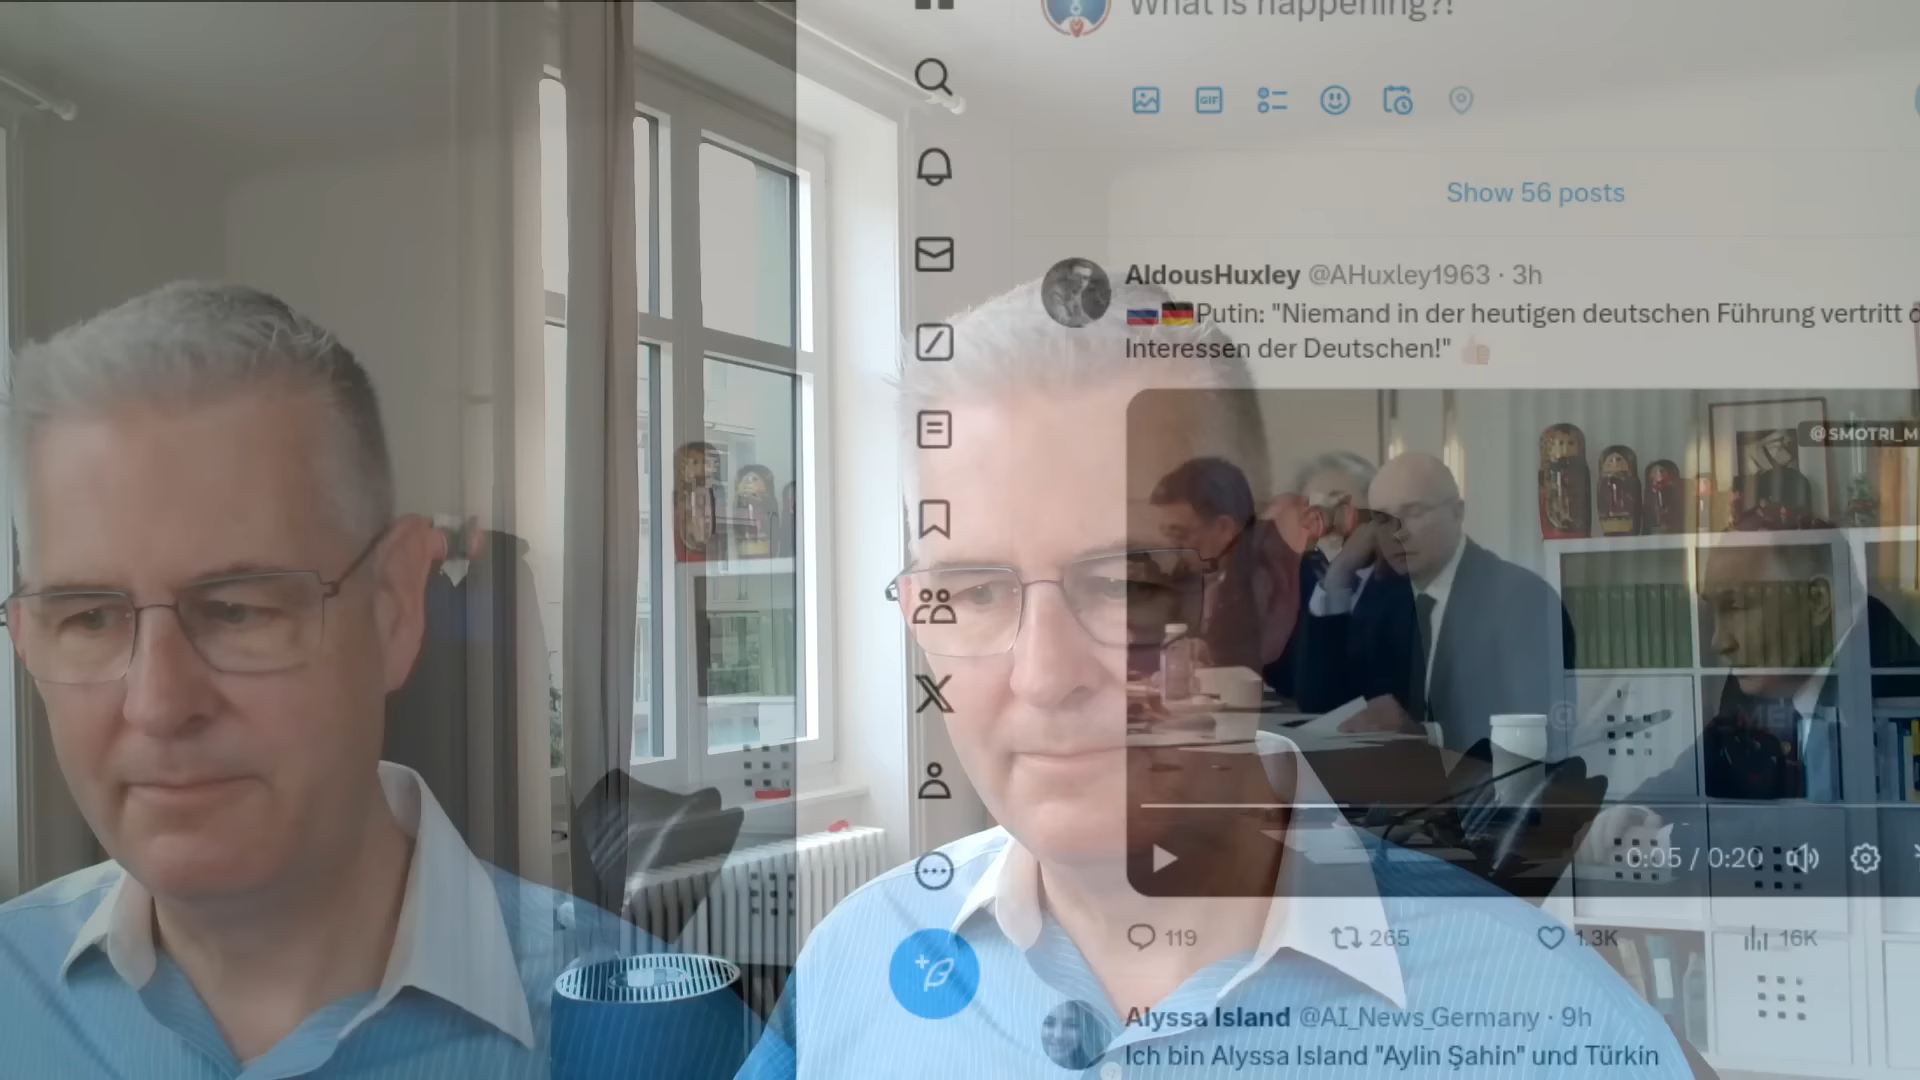 What is happening?!
GIF
Show 56 posts
AldousHuxley @AHuxley1963 · 3h
🇷🇺🇩🇪Putin: "Niemand in der heutigen deutschen Führung vertritt
Interessen der Deutschen!" 👍🏻
@SMOTRI_M
0:05 / 0:20
119 265 1.3K 16K
Alyssa Island @AI_News_Germany · 9h
Ich bin Alyssa Island "Aylin Şahin" und Türkin